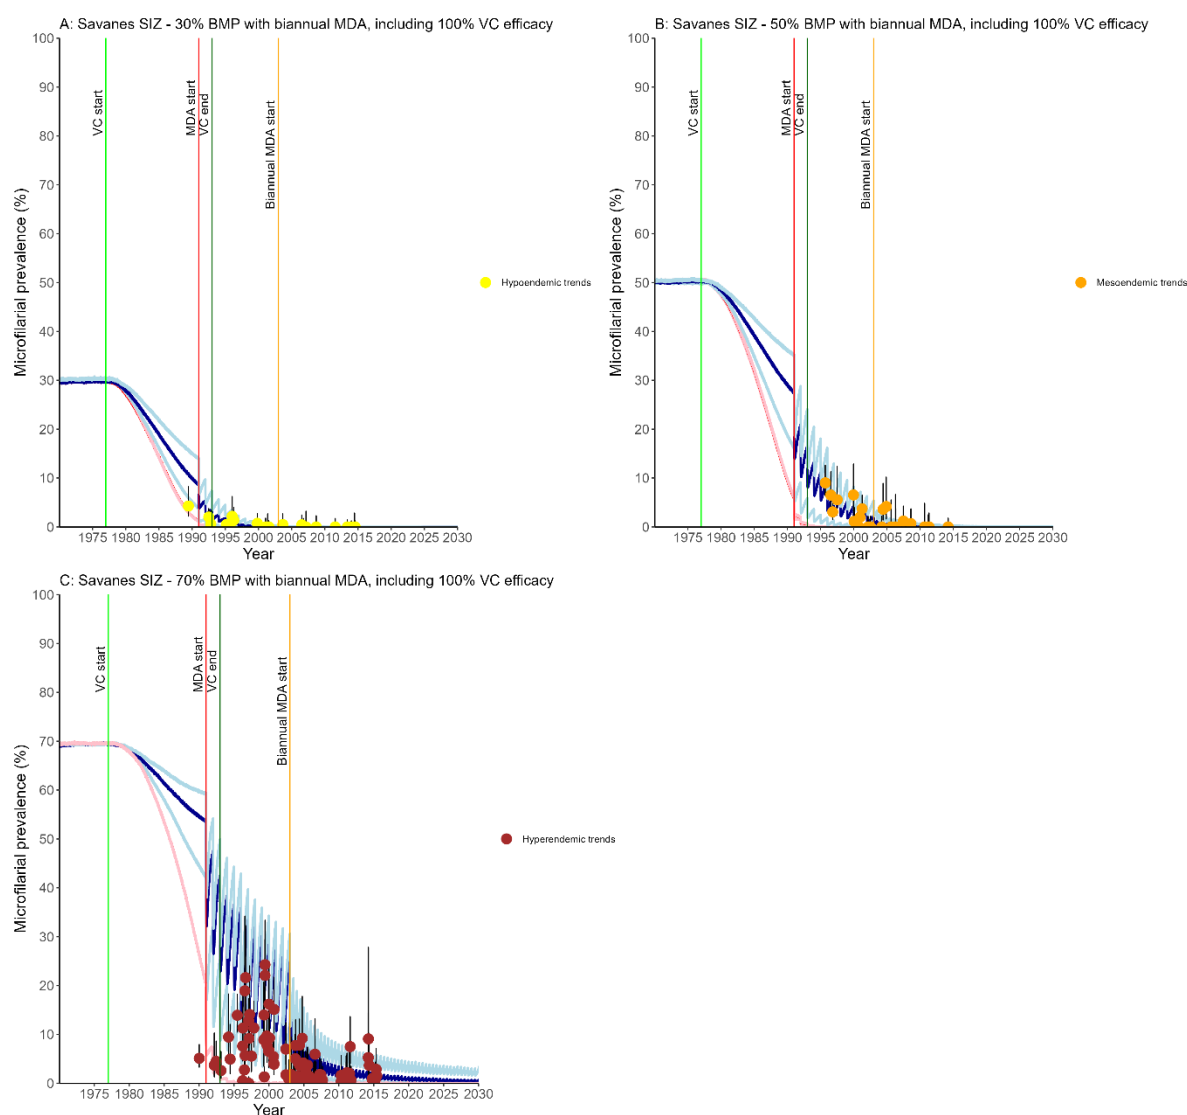 A: Savanes SIZ - 30% BMP with biannual MDA, including 100% VC efficacy
100
90
80
70
60
50
40
30
20
10
0
Microfilarial prevalence (%)
VC start
MDA start
VC end
Biannual MDA start
Hypoendemic trends
1975 1980 1985 1990 1995 2000 2005 2010 2015 2020 2025 2030
Year
B: Savanes SIZ - 50% BMP with biannual MDA, including 100% VC efficacy
100
90
80
70
60
50
40
30
20
10
0
Microfilarial prevalence (%)
VC start
MDA start
VC end
Biannual MDA start
Mesoendemic trends
1975 1980 1985 1990 1995 2000 2005 2010 2015 2020 2025 2030
Year
C: Savanes SIZ - 70% BMP with biannual MDA, including 100% VC efficacy
100
90
80
70
60
50
40
30
20
10
0
Microfilarial prevalence (%)
VC start
MDA start
VC end
Biannual MDA start
Hyperendemic trends
1975 1980 1985 1990 1995 2000 2005 2010 2015 2020 2025 2030
Year